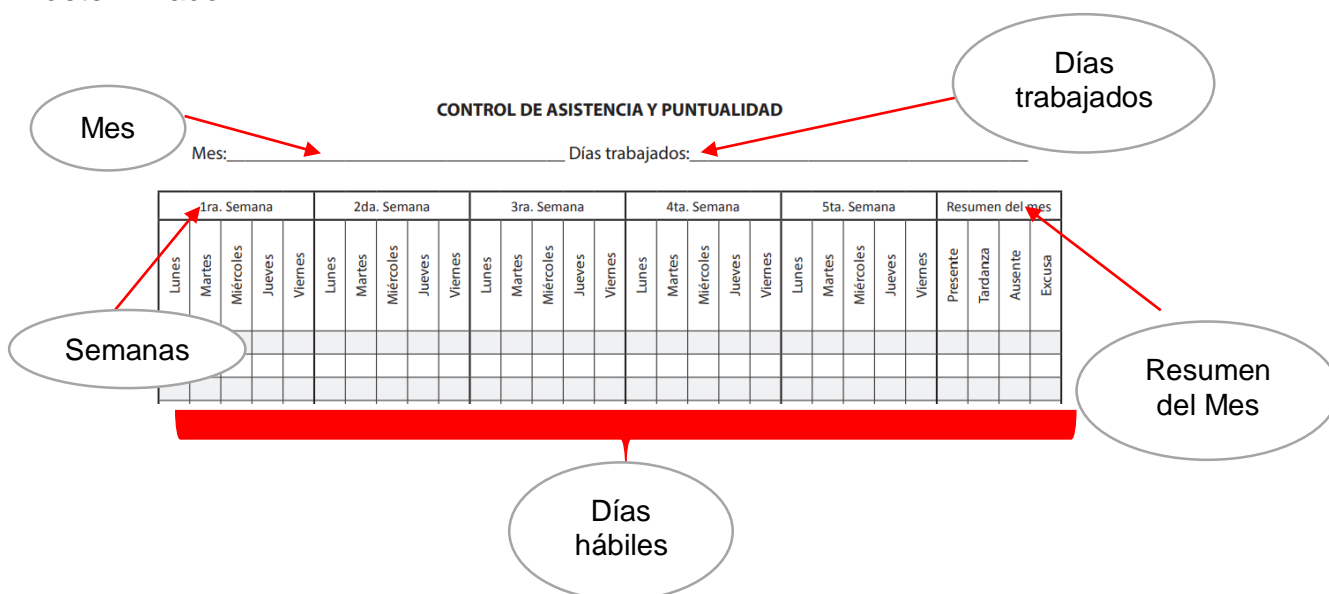 Días
trabajados
Mes
CONTROL DE ASISTENCIA Y PUNTUALIDAD
Mes:____________________ Días trabajados:____________________
1ra. Semana 2da. Semana 3ra. Semana 4ta. Semana 5ta. Semana Resumen del mes
Lunes Martes Miércoles Jueves Viernes Lunes Martes Miércoles Jueves Viernes Lunes Martes Miércoles Jueves Viernes Lunes Martes Miércoles Jueves Viernes Lunes Martes Miércoles Jueves Viernes Presente Tardanza Ausente Excusa
Semanas
Resumen
del Mes
Días
hábiles